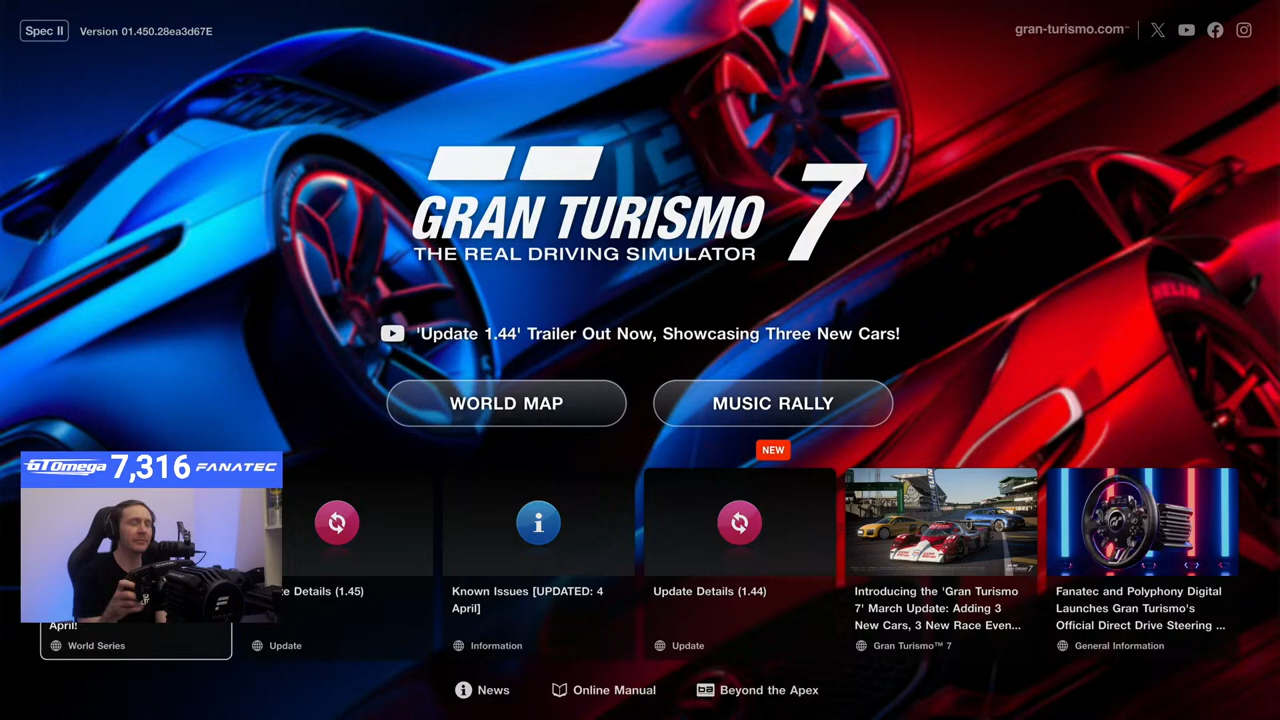 Spec II Version 01.450.28ea3d67E
gran-turismo.com™
GRAN TURISMO 7
THE REAL DRIVING SIMULATOR
'Update 1.44' Trailer Out Now, Showcasing Three New Cars!
WORLD MAP
MUSIC RALLY
NEW
GTOmega 7,316 FANATEC
April!
World Series
Details (1.45)
Update
Known Issues [UPDATED: 4
April]
Information
Update Details (1.44)
Update
Introducing the 'Gran Turismo
7' March Update: Adding 3
New Cars, 3 New Race Even...
Gran Turismo™ 7
Fanatec and Polyphony Digital
Launches Gran Turismo's
Official Direct Drive Steering ...
General Information
News
Online Manual
Beyond the Apex